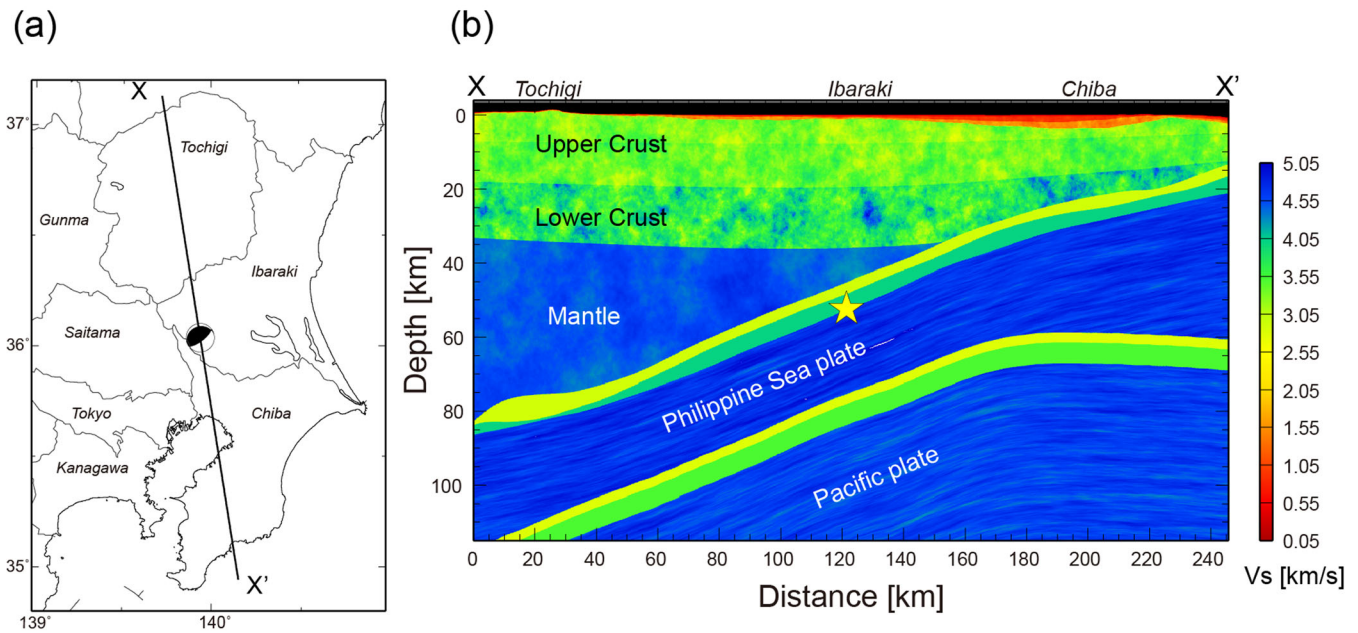 (a)
37˚
36˚
35˚
139˚
140˚
X
Tochigi
Gunma
Ibaraki
Saitama
Tokyo
Chiba
Kanagawa
X'
(b)
X
Tochigi
Ibaraki
Chiba
X'
Depth [km]
0
20
40
60
80
100
Upper Crust
Lower Crust
Mantle
Philippine Sea plate
Pacific plate
0 20 40 60 80 100 120 140 160 180 200 220 240
Distance [km]
5.05
4.55
4.05
3.55
3.05
2.55
2.05
1.55
1.05
0.55
0.05
Vs [km/s]